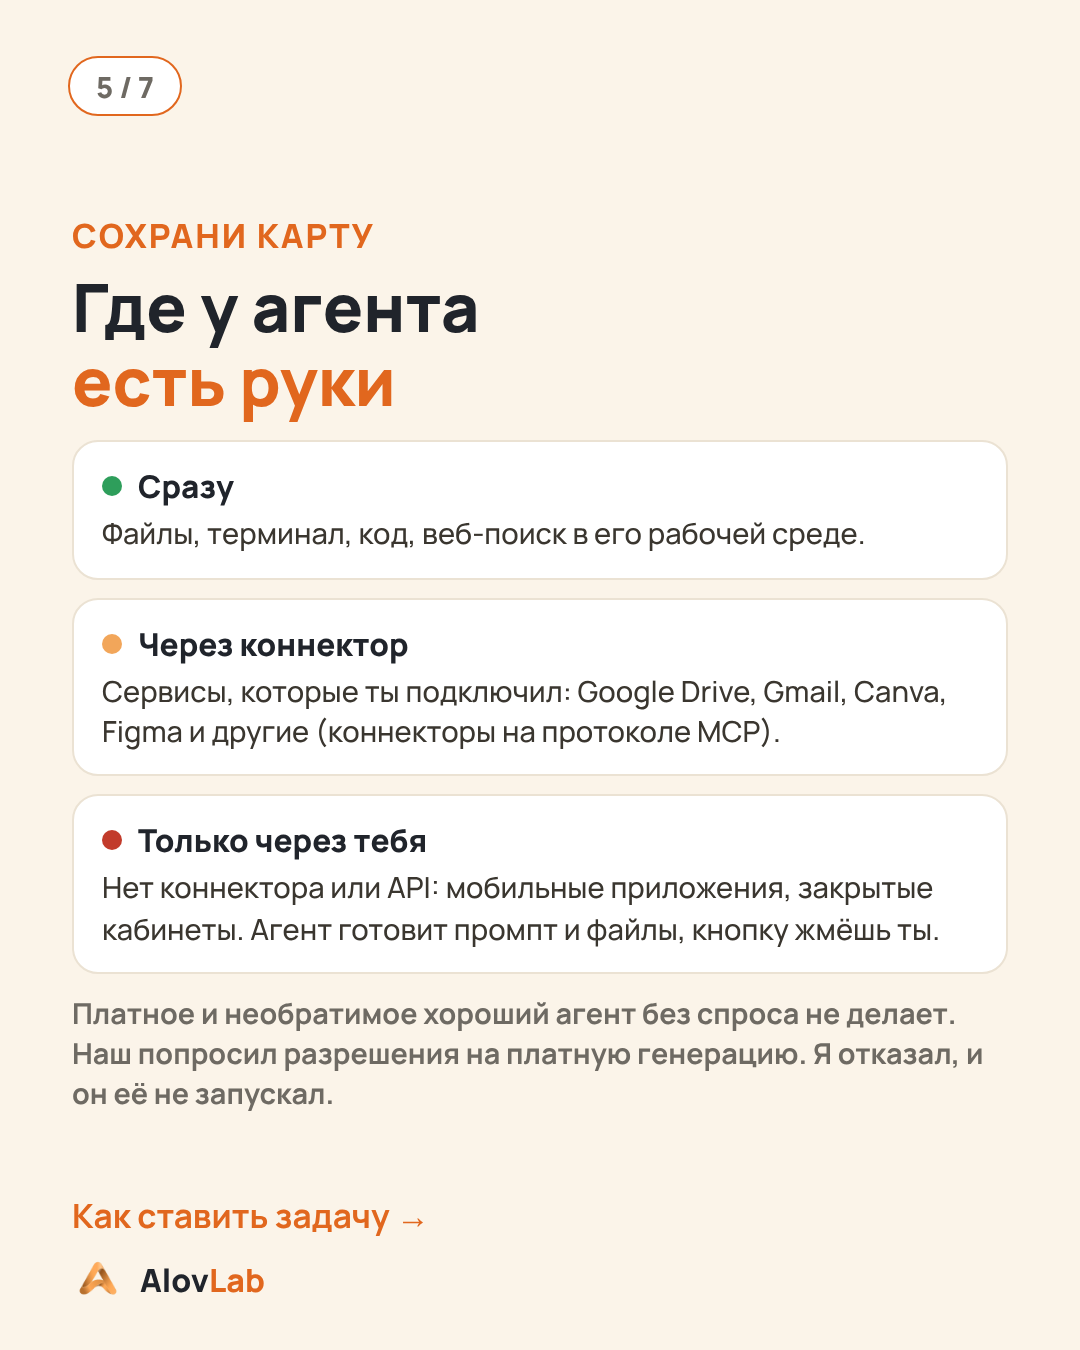 5 / 7
СОХРАНИ КАРТУ
Где у агента
есть руки
Сразу
Файлы, терминал, код, веб-поиск в его рабочей среде.
Через коннектор
Сервисы, которые ты подключил: Google Drive, Gmail, Canva,
Figma и другие (коннекторы на протоколе MCP).
Только через тебя
Нет коннектора или API: мобильные приложения, закрытые
кабинеты. Агент готовит промпт и файлы, кнопку жмёшь ты.
Платное и необратимое хороший агент без спроса не делает.
Наш попросил разрешения на платную генерацию. Я отказал, и
он её не запускал.
Как ставить задачу →
AlovLab